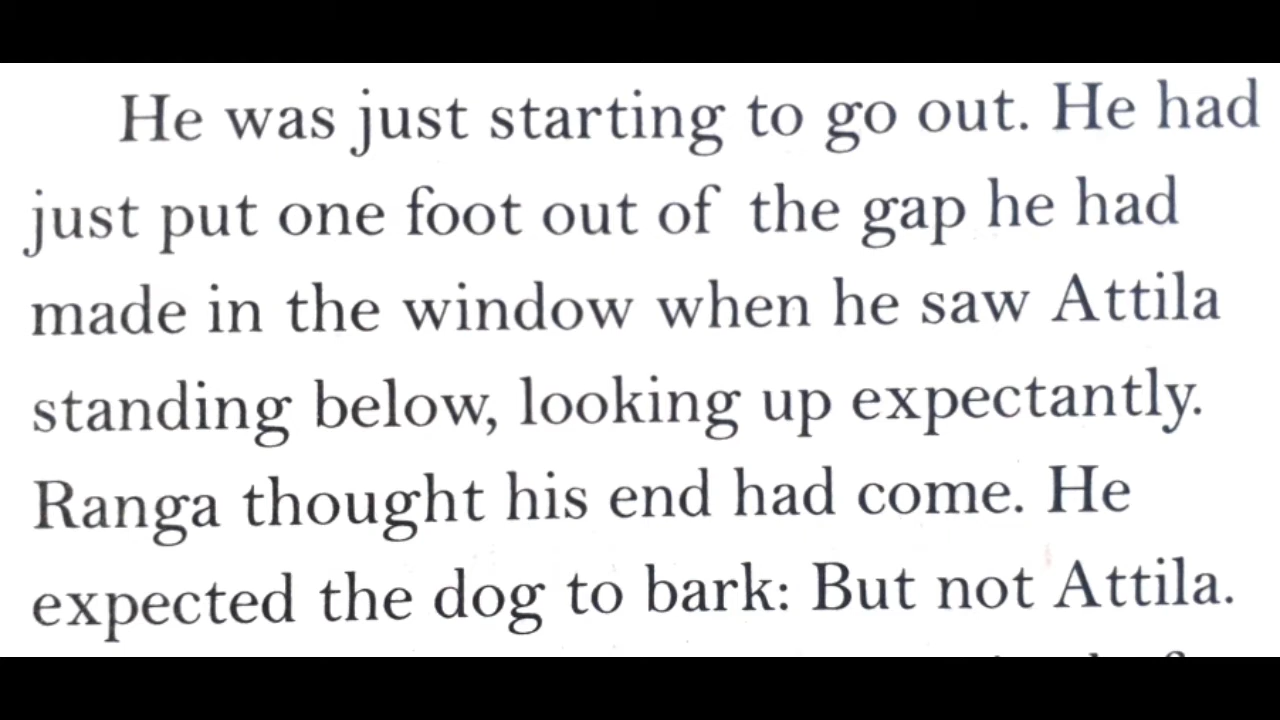 He was just starting to go out. He had
just put one foot out of the gap he had
made in the window when he saw Attila
standing below, looking up expectantly.
Ranga thought his end had come. He
expected the dog to bark: But not Attila.